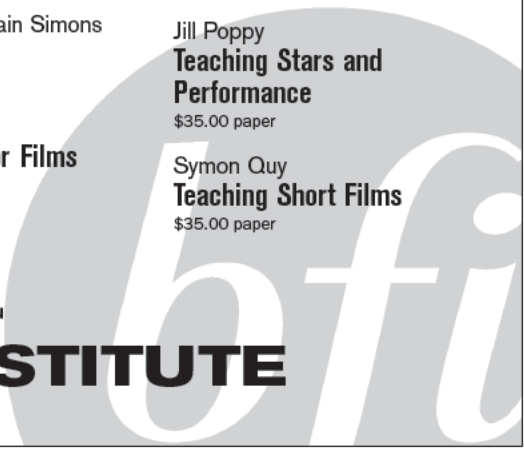 ain Simons
r Films
STITUTE
Jill Poppy
Teaching Stars and
Performance
$35.00 paper
Symon Quy
Teaching Short Films
$35.00 paper
bfi